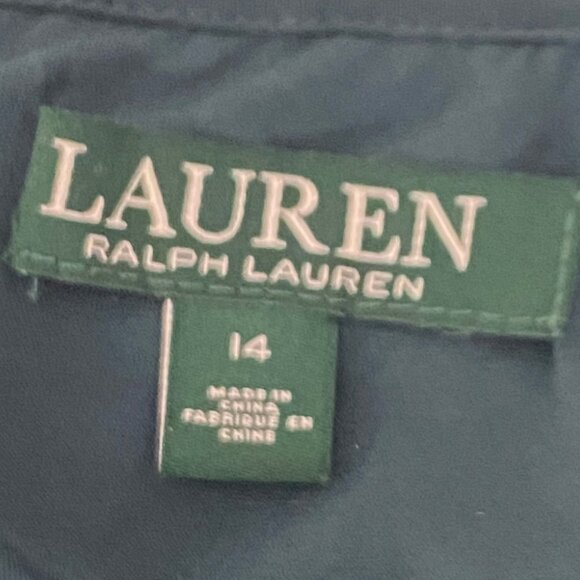 LAUREN
RALPH LAUREN
14
MADE IN
CHINA
FABRIQUE EN
CHINE